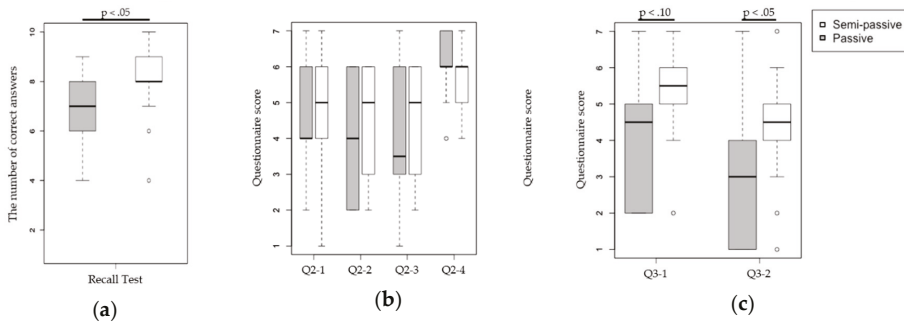 p < .05
The number of correct answers
10
8
6
4
2
Recall Test
(a)
Questionnaire score
7
6
5
4
3
2
1
Q2-1
Q2-2
Q2-3
Q2-4
(b)
Questionnaire score
p < .10
p < .05
Questionnaire score
7
6
5
4
3
2
1
Q3-1
Q3-2
(c)
Semi-passive
Passive